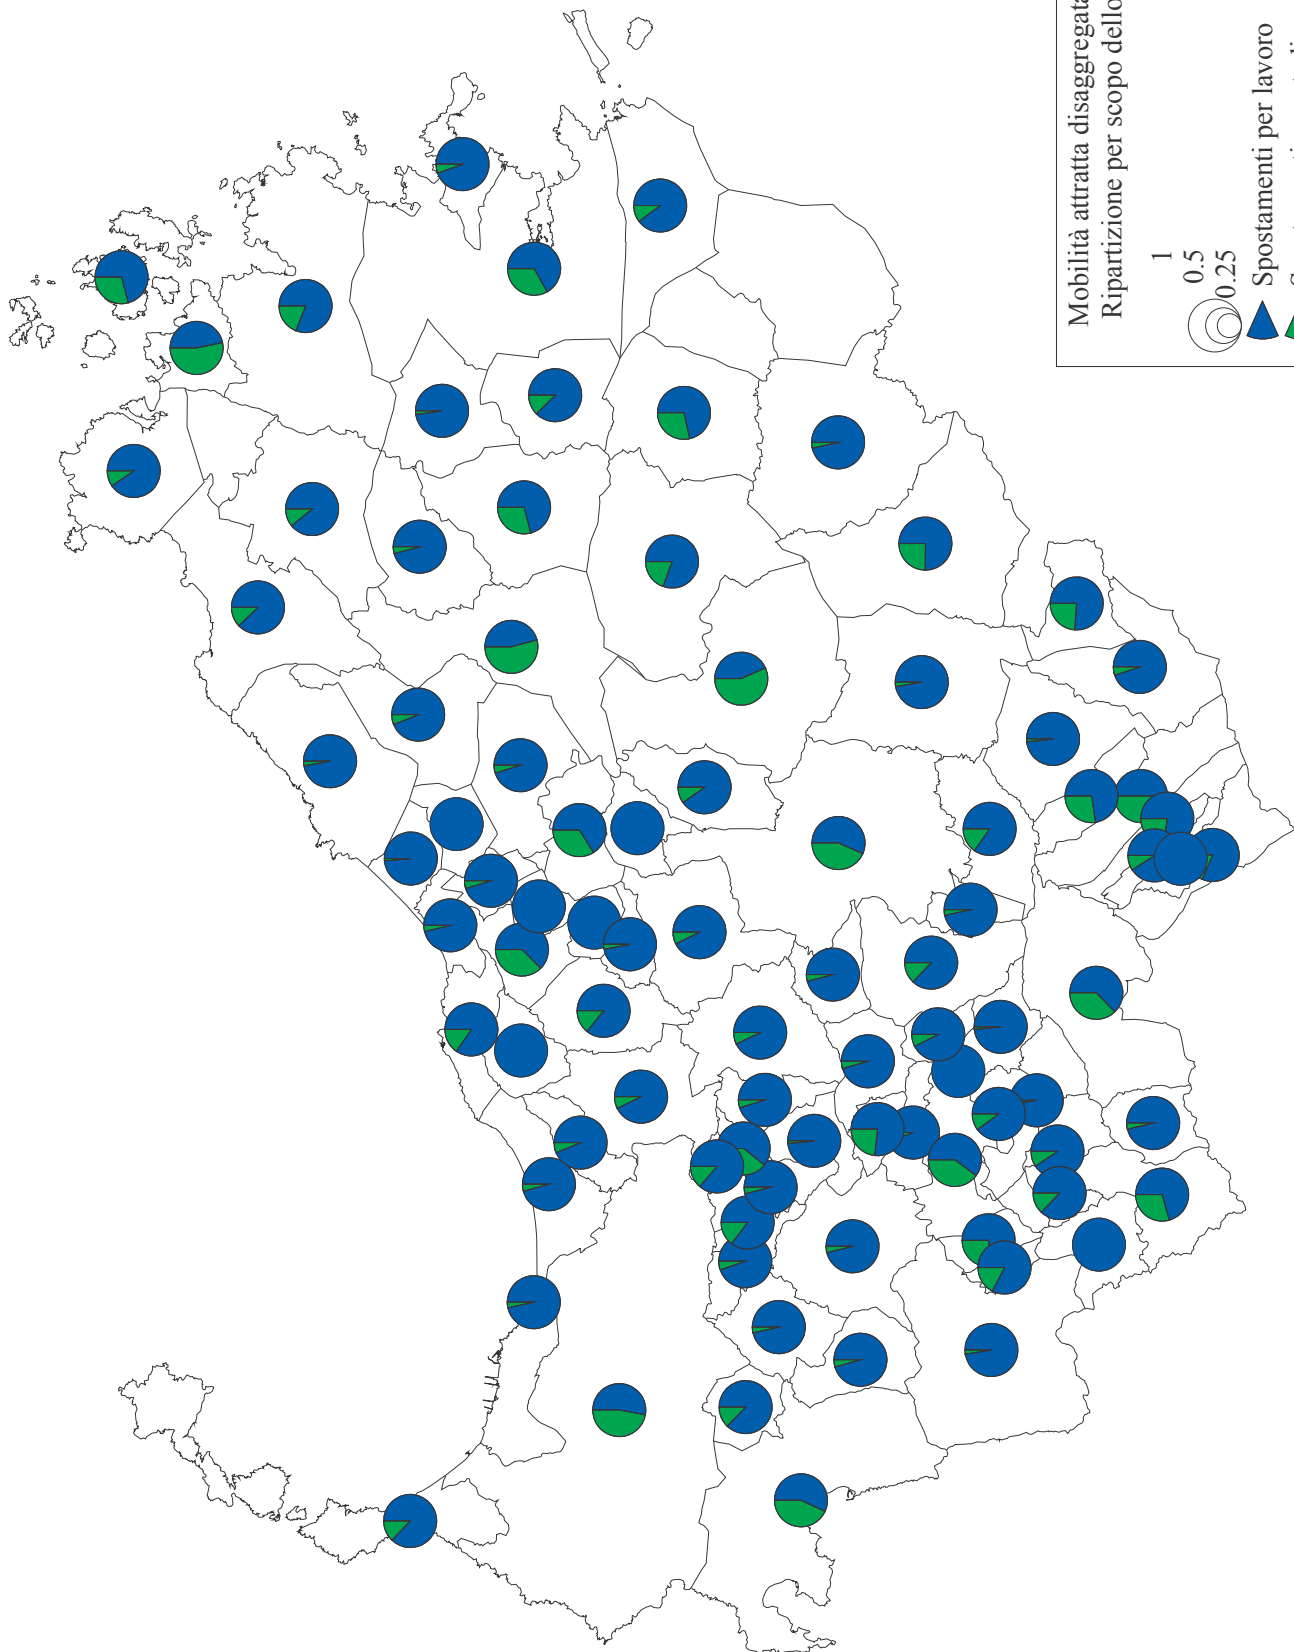 Mobilità attratta disaggregata
Ripartizione per scopo dello
1
0.5
0.25
Spostamenti per lavoro